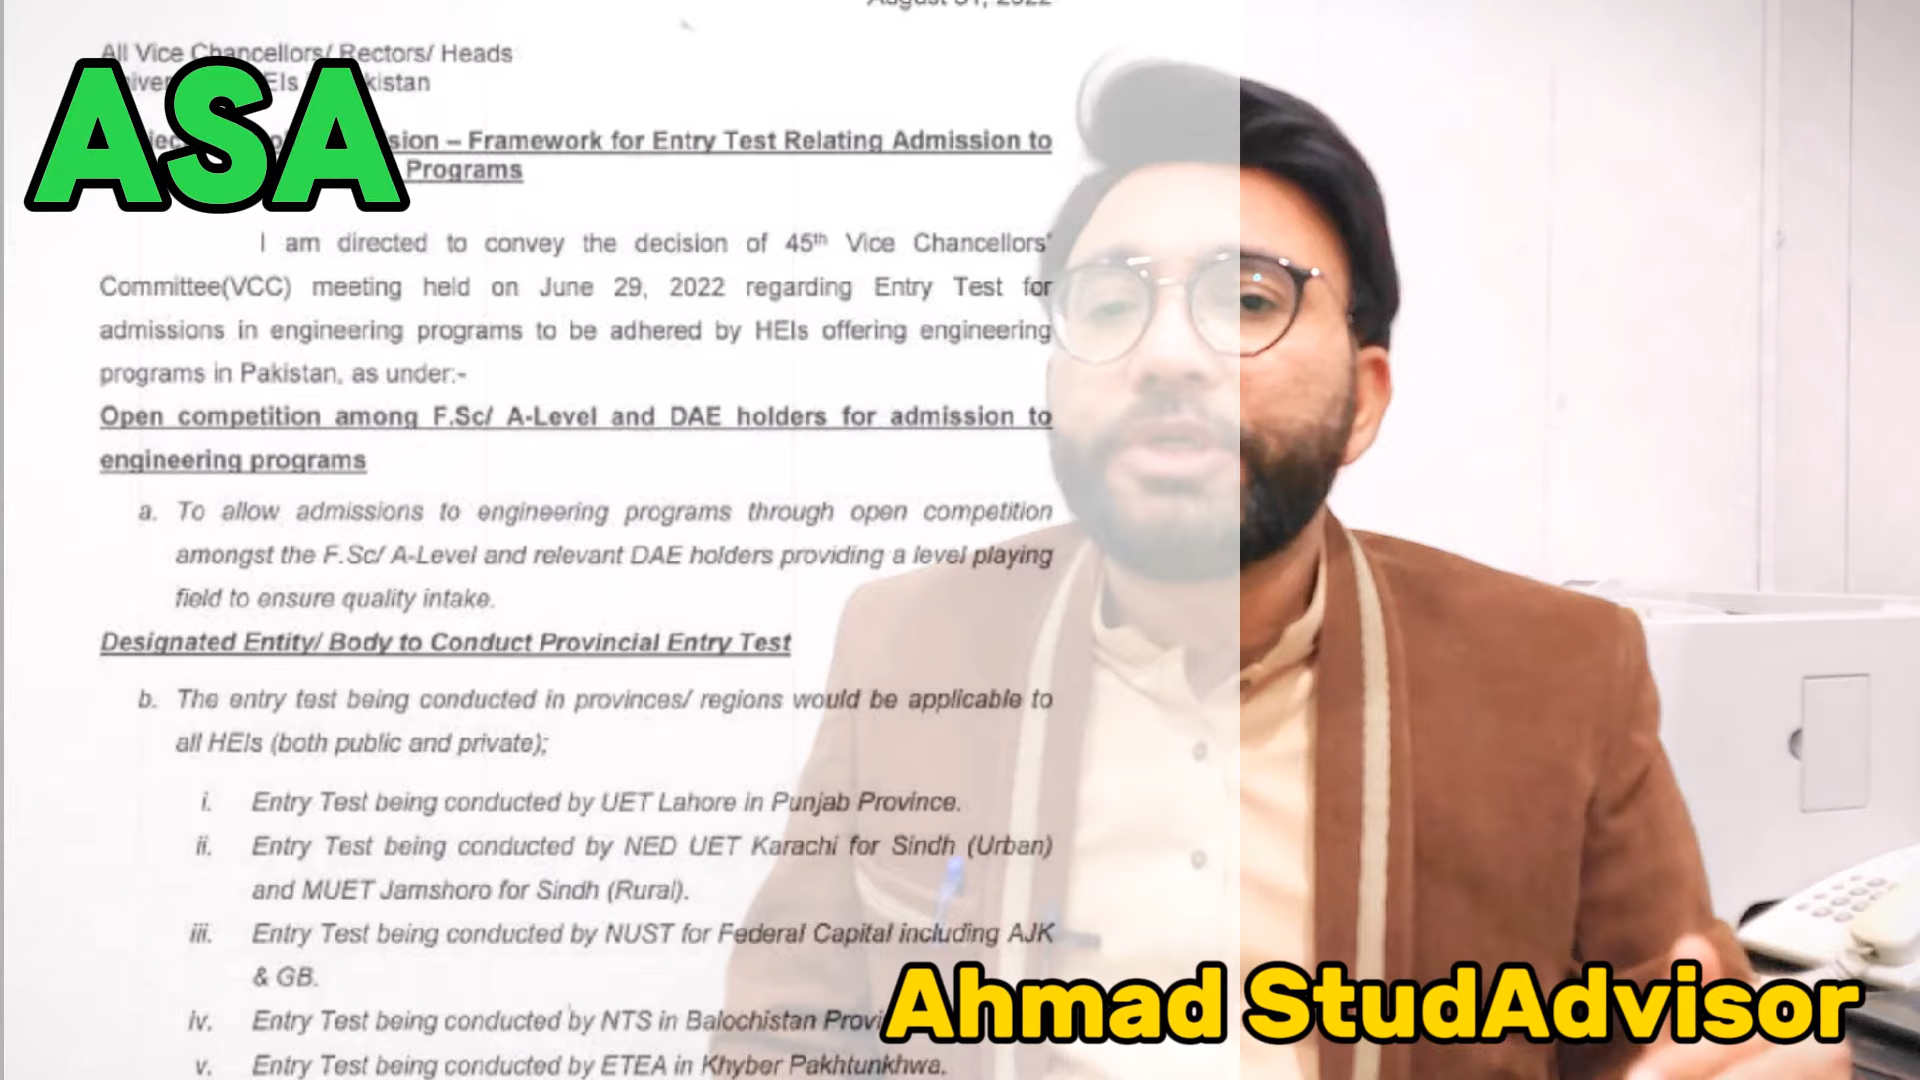 All Vice Chancellors/ Rectors/ Heads
EIs kistan
ASA
sion – Framework for Entry Test Relating Admission to
Programs
I am directed to convey the decision of 45th Vice Chancellors'
Committee(VCC) meeting held on June 29, 2022 regarding Entry Test for
admissions in engineering programs to be adhered by HEIs offering engineering
programs in Pakistan, as under:-
Open competition among F.Sc/ A-Level and DAE holders for admission to
engineering programs
a. To allow admissions to engineering programs through open competition
amongst the F.Sc/ A-Level and relevant DAE holders providing a level playing
field to ensure quality intake.
Designated Entity/ Body to Conduct Provincial Entry Test
b. The entry test being conducted in provinces/ regions would be applicable to
all HEIs (both public and private);
i. Entry Test being conducted by UET Lahore in Punjab Province.
ii. Entry Test being conducted by NED UET Karachi for Sindh (Urban)
and MUET Jamshoro for Sindh (Rural).
iii. Entry Test being conducted by NUST for Federal Capital including AJK
& GB.
iv. Entry Test being conducted by NTS in Balochistan Provi
v. Entry Test being conducted by ETEA in Khyber Pakhtunkhwa.
Ahmad StudAdvisor